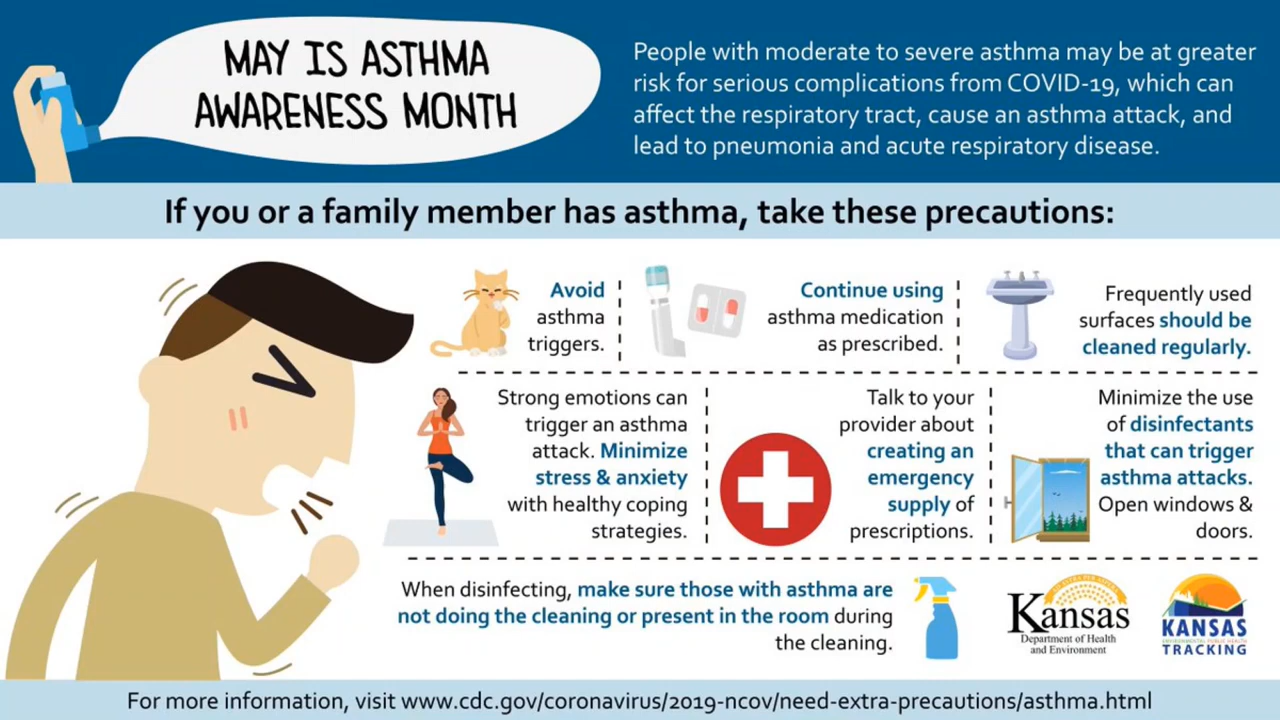 MAY IS ASTHMA
AWARENESS MONTH
People with moderate to severe asthma may be at greater
risk for serious complications from COVID-19, which can
affect the respiratory tract, cause an asthma attack, and
lead to pneumonia and acute respiratory disease.
If you or a family member has asthma, take these precautions:
Avoid
asthma
triggers.
Continue using
asthma medication
as prescribed.
Frequently used
surfaces should be
cleaned regularly.
Strong emotions can
trigger an asthma
attack. Minimize
stress & anxiety
with healthy coping
strategies.
Talk to your
provider about
creating an
emergency
supply of
prescriptions.
Minimize the use
of disinfectants
that can trigger
asthma attacks.
Open windows &
doors.
When disinfecting, make sure those with asthma are
not doing the cleaning or present in the room during
the cleaning.
Kansas
Department of Health
and Environment
KANSAS
ENVIRONMENTAL PUBLIC HEALTH
TRACKING
For more information, visit www.cdc.gov/coronavirus/2019-ncov/need-extra-precautions/asthma.html